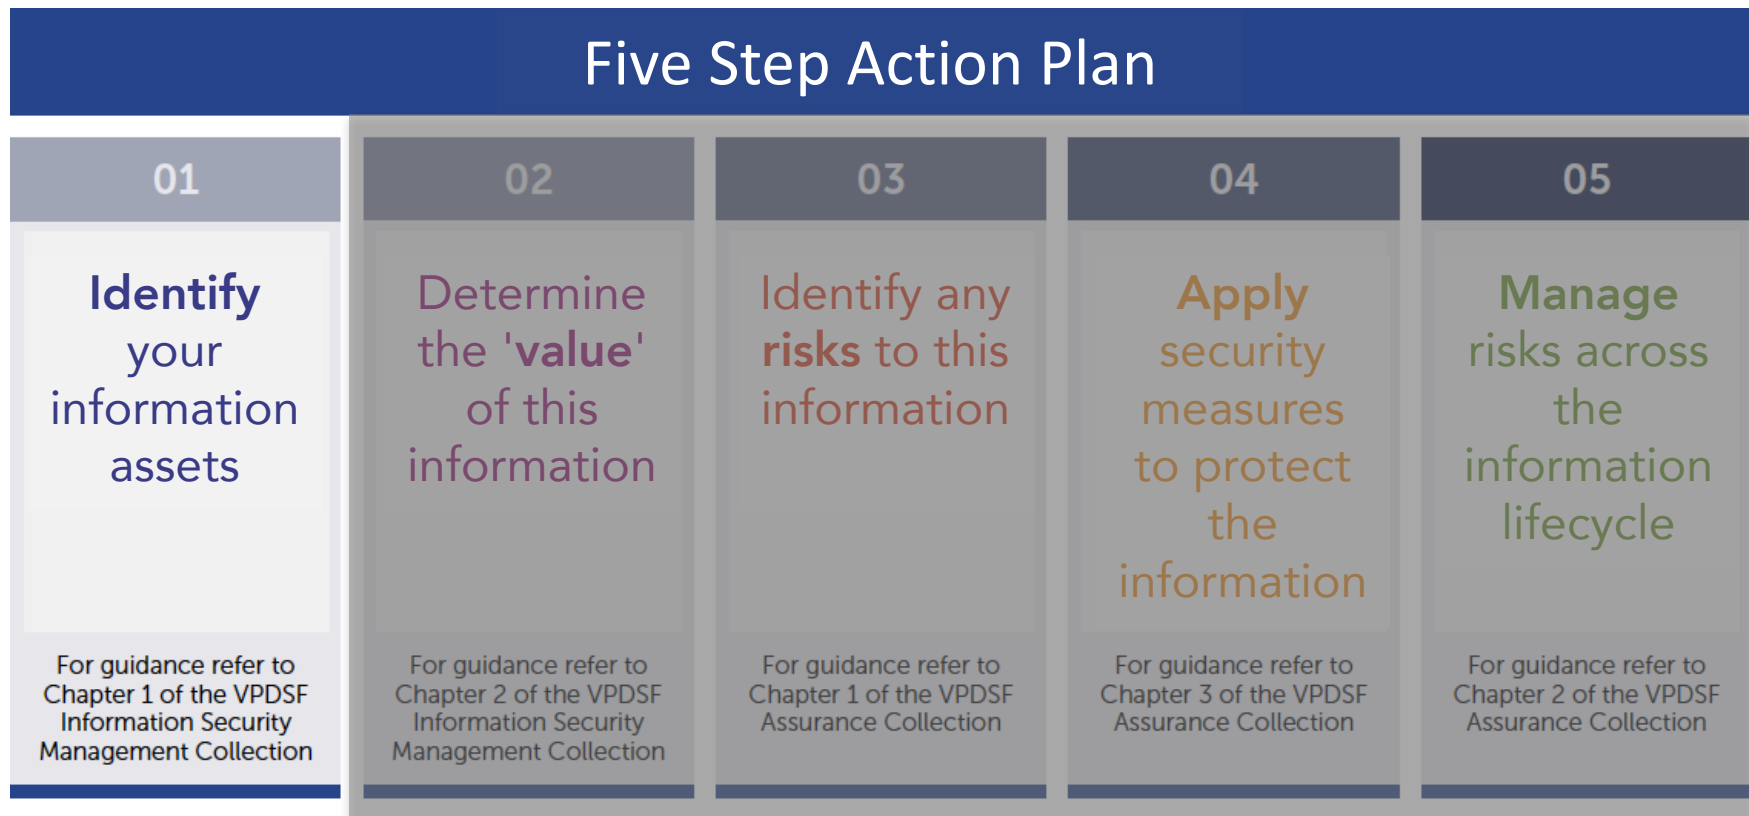 Five Step Action Plan
01
Identify
your
information
assets
For guidance refer to
Chapter 1 of the VPDSF
Information Security
Management Collection
02
Determine
the 'value'
of this
information
For guidance refer to
Chapter 2 of the VPDSF
Information Security
Management Collection
03
Identify any
risks to this
information
For guidance refer to
Chapter 1 of the VPDSF
Assurance Collection
04
Apply
security
measures
to protect
the
information
For guidance refer to
Chapter 3 of the VPDSF
Assurance Collection
05
Manage
risks across
the
information
lifecycle
For guidance refer to
Chapter 2 of the VPDSF
Assurance Collection